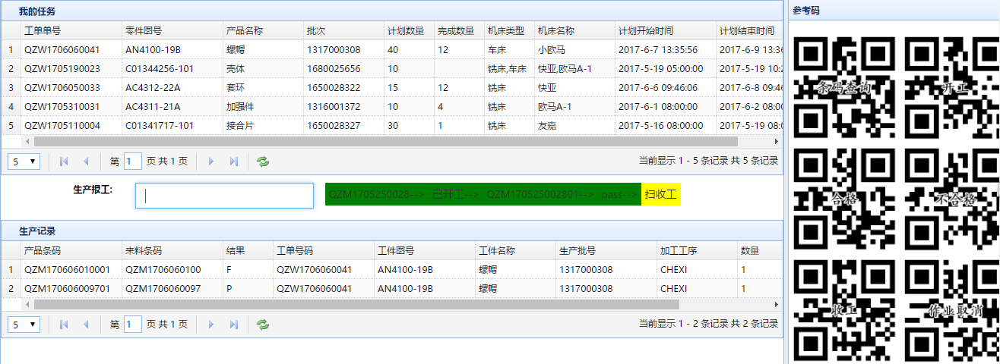 我的任务
工单单号 零件图号 产品名称 批次 计划数量 完成数量 机床类型 机床名称 计划开始时间 计划结束时间
1 QZW1706060041 AN4100-19B 螺帽 1317000308 40 12 车床 小欧马 2017-6-7 13:35:56 2017-6-9 13:36
2 QZW1705190023 C01344256-101 壳体 1680025656 10 铣床,车床 快亚,欧马A-1 2017-5-19 05:00:00 2017-5-19 10:2
3 QZW1706050033 AC4312-22A 套环 1650028322 15 12 铣床 快亚 2017-6-6 09:46:06 2017-6-8 09:46
4 QZW1705310031 AC4311-21A 加强件 1316001372 10 4 铣床 欧马A-1 2017-6-1 08:00:00 2017-6-2 08:00
5 QZW1705110004 C01341717-101 接合片 1650028327 30 1 铣床 友嘉 2017-5-16 08:00:00 2017-5-19 08:0
5 第 1 页 共 1 页 当前显示 1 - 5 条记录 共 5 条记录
生产报工: QZM1705250028--> 已开工--> QZM170525002801--> pass--> 扫收工
生产记录
产品条码 来料条码 结果 工单号码 工件图号 工件名称 生产批号 加工工序 数量
1 QZM170606010001 QZM1706060100 F QZW1706060041 AN4100-19B 螺帽 1317000308 CHEXI 1
2 QZM170606009701 QZM1706060097 P QZW1706060041 AN4100-19B 螺帽 1317000308 CHEXI 1
5 第 1 页 共 1 页 当前显示 1 - 2 条记录 共 2 条记录
参考码
条码查询 开工
合格 不合格
收工 作业取消